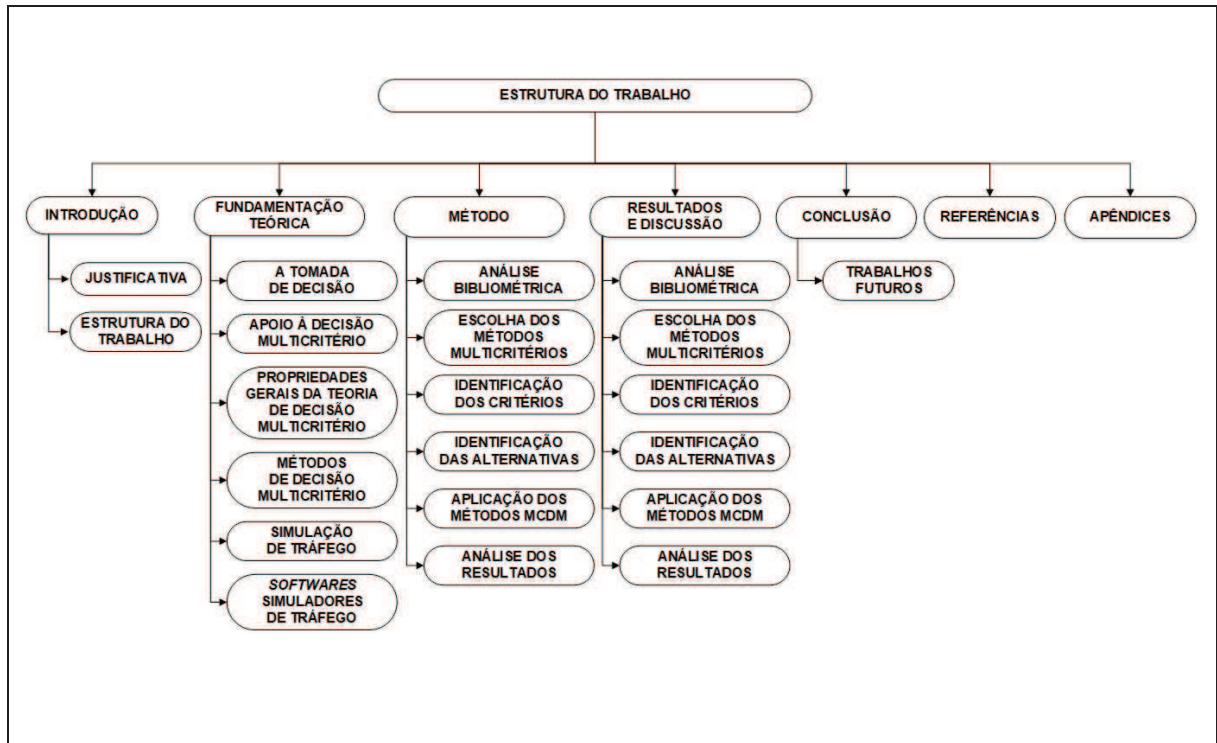 ESTRUTURA DO TRABALHO
INTRODUÇÃO
JUSTIFICATIVA
ESTRUTURA DO
TRABALHO
FUNDAMENTAÇÃO
TEÓRICA
A TOMADA
DE DECISÃO
APOIO À DECISÃO
MULTICRITÉRIO
PROPRIEDADES
GERAIS DA TEORIA
DE DECISÃO
MULTICRITÉRIO
MÉTODOS
DE DECISÃO
MULTICRITÉRIO
SIMULAÇÃO
DE TRÁFEGO
SOFTWARES
SIMULADORES
DE TRÁFEGO
MÉTODO
ANÁLISE
BIBLIOMÉTRICA
ESCOLHA DOS
MÉTODOS
MULTICRITÉRIOS
IDENTIFICAÇÃO
DOS CRITÉRIOS
IDENTIFICAÇÃO
DAS ALTERNATIVAS
APLICAÇÃO DOS
MÉTODOS MCDM
ANÁLISE DOS
RESULTADOS
RESULTADOS
E DISCUSSÃO
ANÁLISE
BIBLIOMÉTRICA
ESCOLHA DOS
MÉTODOS
MULTICRITÉRIOS
IDENTIFICAÇÃO
DOS CRITÉRIOS
IDENTIFICAÇÃO
DAS ALTERNATIVAS
APLICAÇÃO DOS
MÉTODOS MCDM
ANÁLISE DOS
RESULTADOS
CONCLUSÃO
TRABALHOS
FUTUROS
REFERÊNCIAS
APÊNDICES